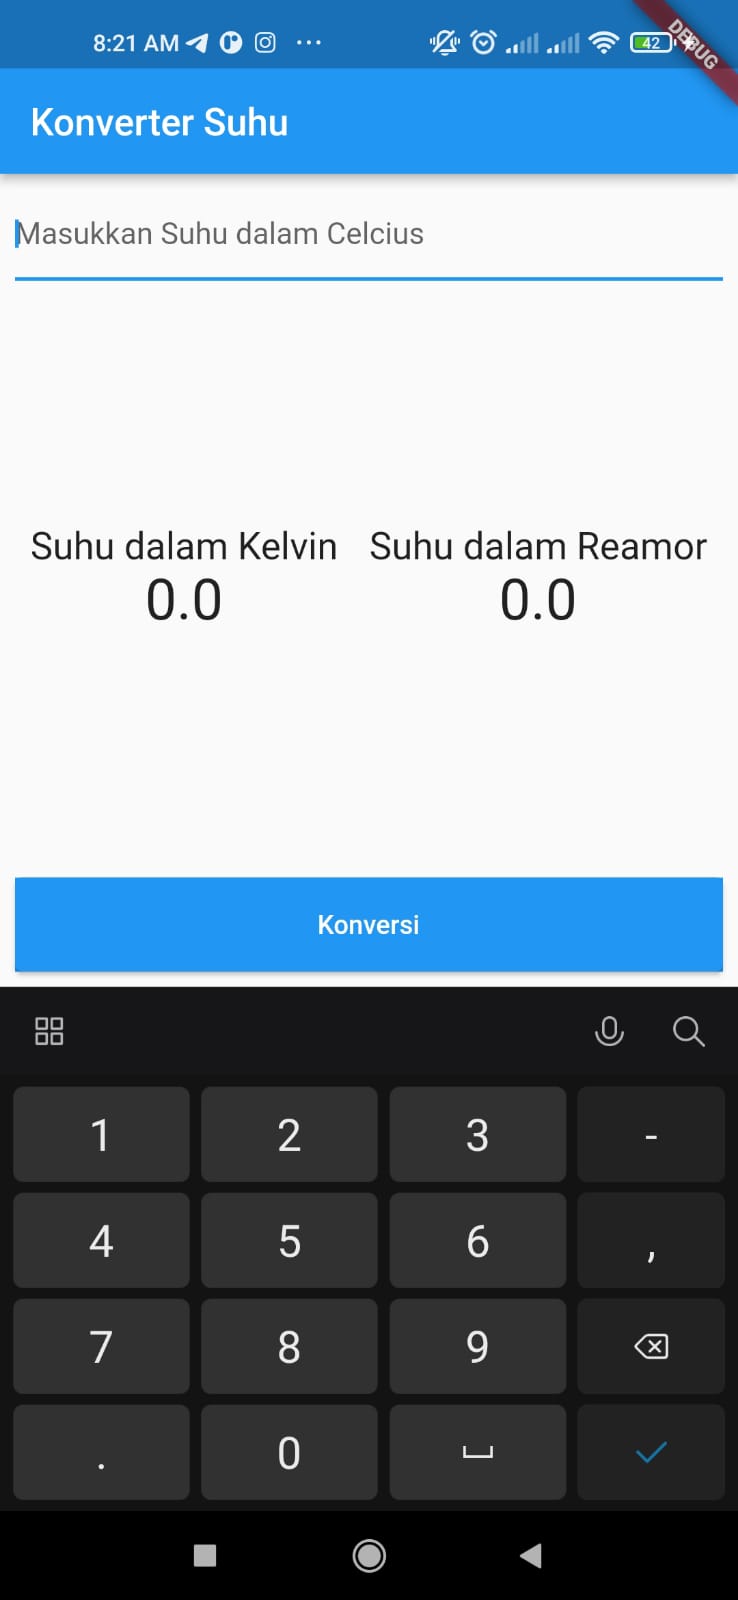 8:21 AM
42
DEBUG
Konverter Suhu
Masukkan Suhu dalam Celcius
Suhu dalam Kelvin Suhu dalam Reamor
0.0 0.0
Konversi
1 2 3 -
4 5 6 ,
7 8 9
. 0